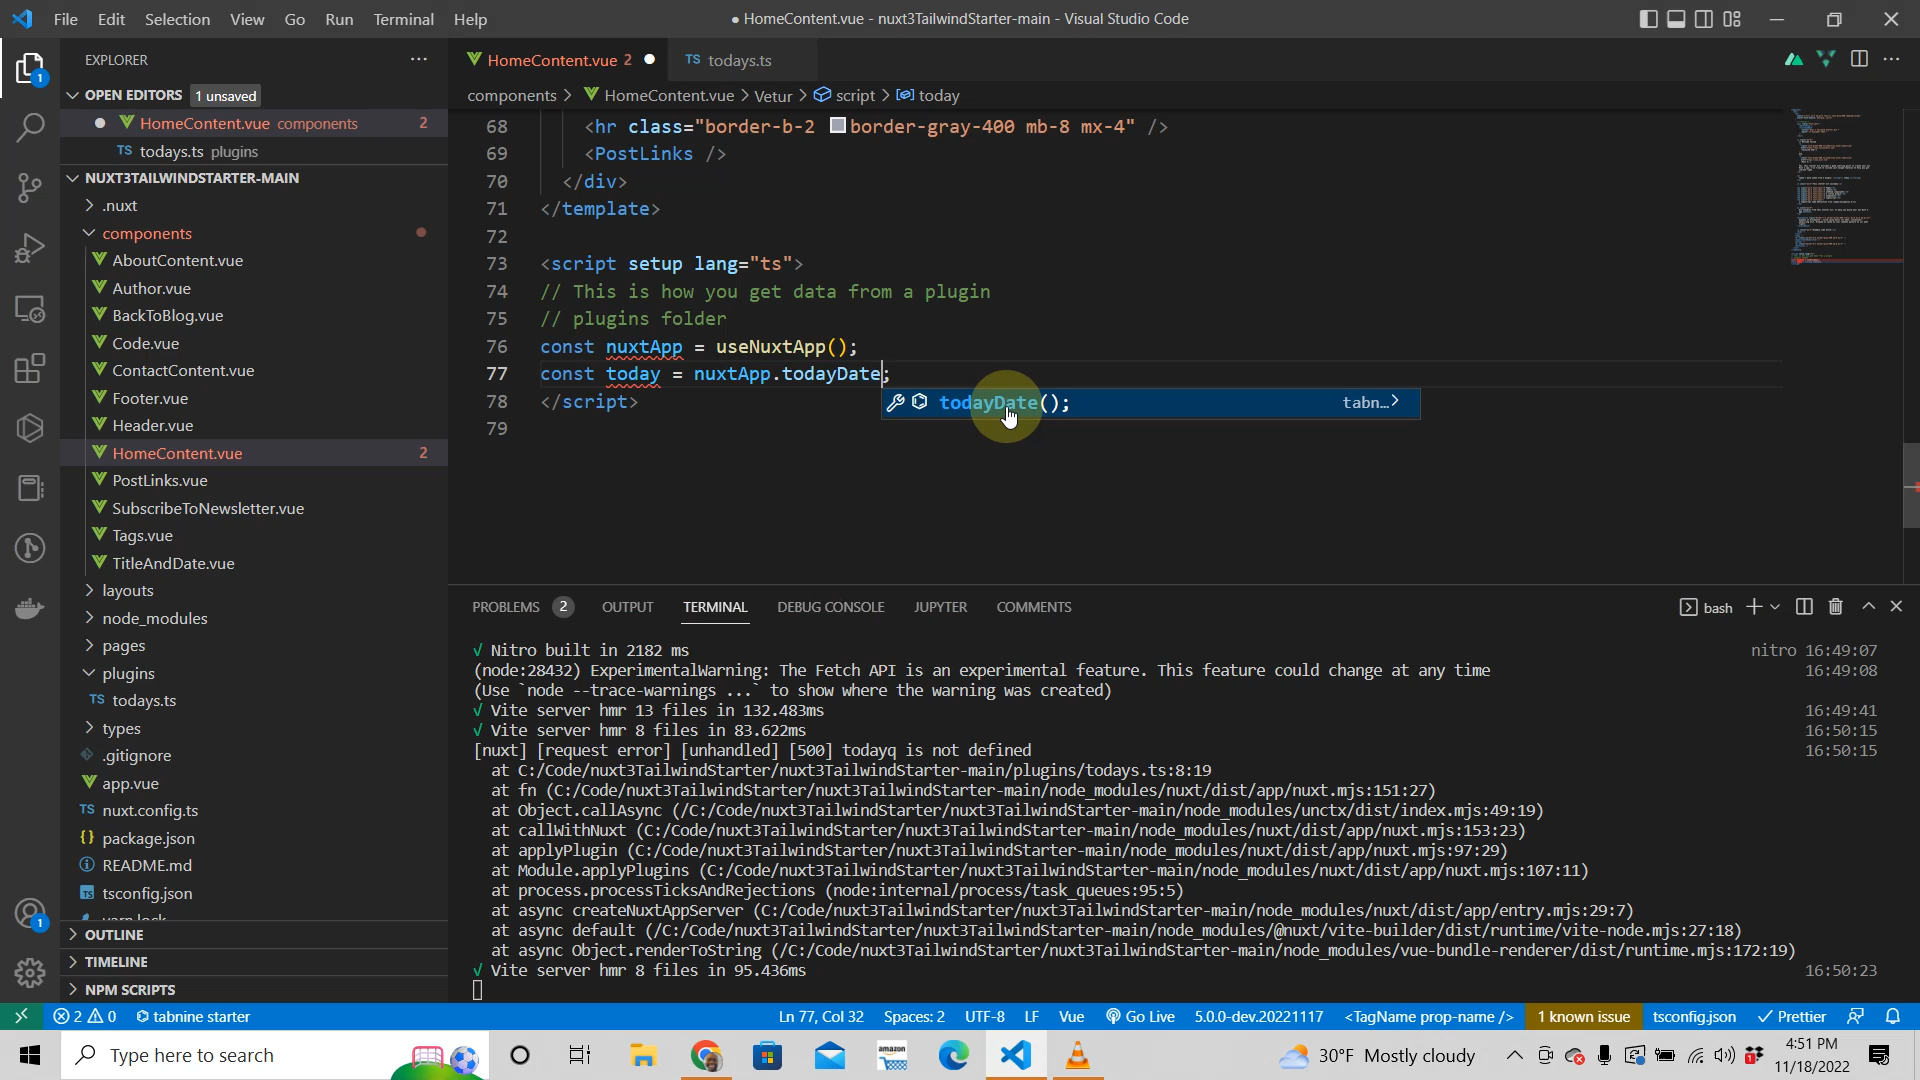 File Edit Selection View Go Run Terminal Help
● HomeContent.vue - nuxt3TailwindStarter-main - Visual Studio Code
EXPLORER
OPEN EDITORS 1 unsaved
HomeContent.vue components 2
TS todays.ts plugins
NUXT3TAILWINDSTARTER-MAIN
.nuxt
components
AboutContent.vue
Author.vue
BackToBlog.vue
Code.vue
ContactContent.vue
Footer.vue
Header.vue
HomeContent.vue 2
PostLinks.vue
SubscribeToNewsletter.vue
Tags.vue
TitleAndDate.vue
layouts
node_modules
pages
plugins
TS todays.ts
types
.gitignore
app.vue
TS nuxt.config.ts
{} package.json
README.md
tsconfig.json
yarn.lock
OUTLINE
TIMELINE
NPM SCRIPTS
HomeContent.vue 2 ● TS todays.ts
components > HomeContent.vue > Vetur > script > today
68 <hr class="border-b-2 border-gray-400 mb-8 mx-4" />
69 <PostLinks />
70 </div>
71 </template>
72
73 <script setup lang="ts">
74 // This is how you get data from a plugin
75 // plugins folder
76 const nuxtApp = useNuxtApp();
77 const today = nuxtApp.todayDate;
78 </script>
79
todayDate(); tabn...>
PROBLEMS 2 OUTPUT TERMINAL DEBUG CONSOLE JUPYTER COMMENTS
bash
√ Nitro built in 2182 ms nitro 16:49:07
(node:28432) ExperimentalWarning: The Fetch API is an experimental feature. This feature could change at any time 16:49:08
(Use `node --trace-warnings ...` to show where the warning was created)
√ Vite server hmr 13 files in 132.483ms 16:49:41
√ Vite server hmr 8 files in 83.622ms 16:50:15
[nuxt] [request error] [unhandled] [500] todayq is not defined 16:50:15
at C:/Code/nuxt3TailwindStarter/nuxt3TailwindStarter-main/plugins/todays.ts:8:19
at fn (C:/Code/nuxt3TailwindStarter/nuxt3TailwindStarter-main/node_modules/nuxt/dist/app/nuxt.mjs:151:27)
at Object.callAsync (/C:/Code/nuxt3TailwindStarter/nuxt3TailwindStarter-main/node_modules/unctx/dist/index.mjs:49:19)
at callWithNuxt (C:/Code/nuxt3TailwindStarter/nuxt3TailwindStarter-main/node_modules/nuxt/dist/app/nuxt.mjs:153:23)
at applyPlugin (C:/Code/nuxt3TailwindStarter/nuxt3TailwindStarter-main/node_modules/nuxt/dist/app/nuxt.mjs:97:29)
at Module.applyPlugins (C:/Code/nuxt3TailwindStarter/nuxt3TailwindStarter-main/node_modules/nuxt/dist/app/nuxt.mjs:107:11)
at process.processTicksAndRejections (node:internal/process/task_queues:95:5)
at async createNuxtAppServer (C:/Code/nuxt3TailwindStarter/nuxt3TailwindStarter-main/node_modules/nuxt/dist/app/entry.mjs:29:7)
at async default (/C:/Code/nuxt3TailwindStarter/nuxt3TailwindStarter-main/node_modules/@nuxt/vite-builder/dist/runtime/vite-node.mjs:27:18)
at async Object.renderToString (/C:/Code/nuxt3TailwindStarter/nuxt3TailwindStarter-main/node_modules/vue-bundle-renderer/dist/runtime.mjs:172:19)
√ Vite server hmr 8 files in 95.436ms 16:50:23
2 0 tabnine starter Ln 77, Col 32 Spaces: 2 UTF-8 LF Vue Go Live 5.0.0-dev.20221117 <TagName prop-name /> 1 known issue tsconfig.json Prettier
Type here to search amazon 30°F Mostly cloudy 4:51 PM
11/18/2022